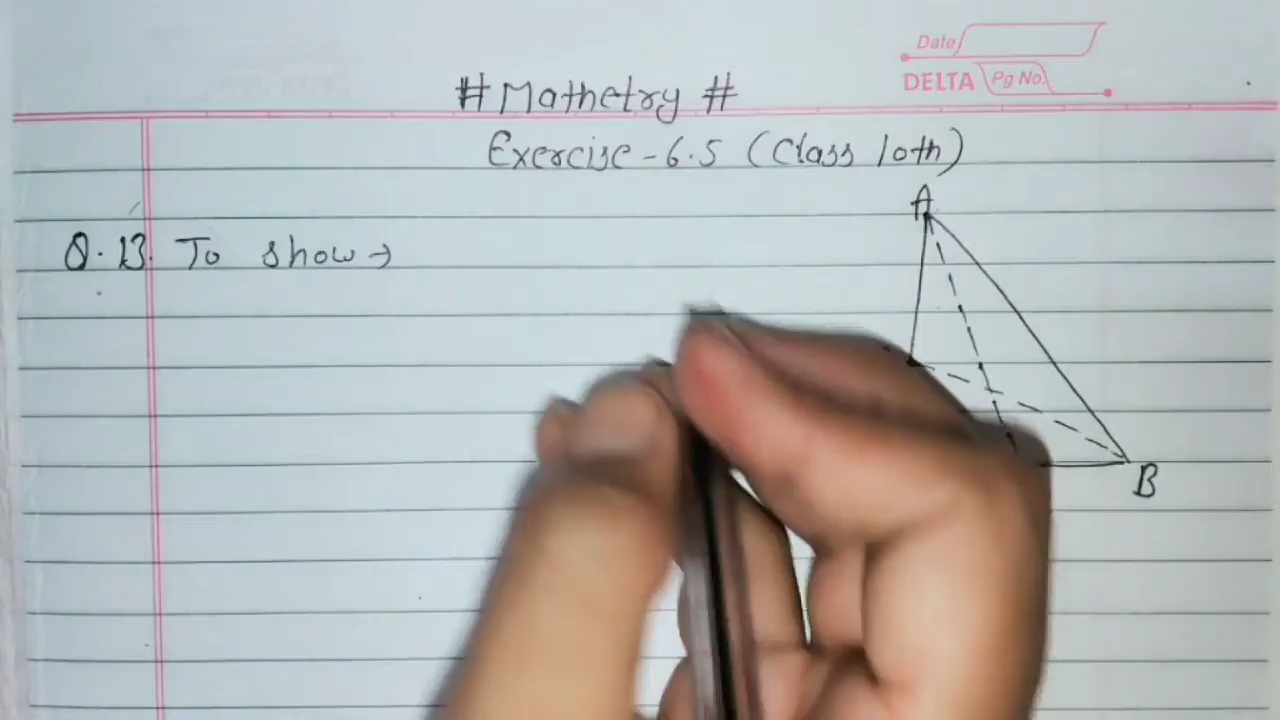 Date
DELTA Pg No.
# Mathetry #
Exercise - 6.5 (Class 10th)
A
Q. 13. To show →
B